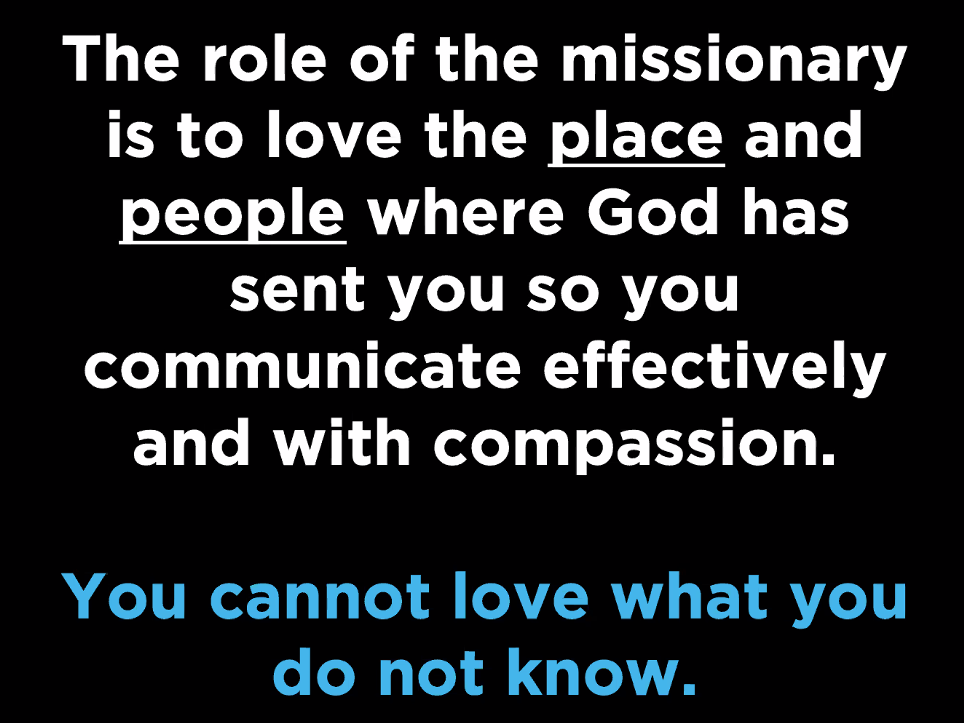 The role of the missionary
is to love the place and
people where God has
sent you so you
communicate effectively
and with compassion.
You cannot love what you
do not know.